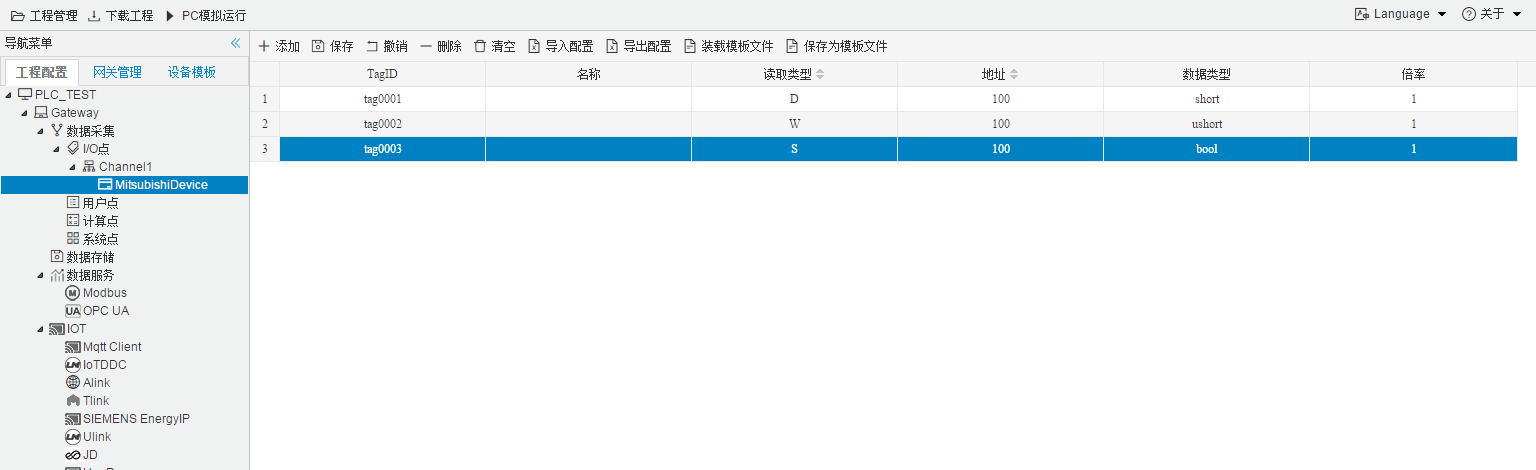 工程管理 下载工程 PC模拟运行 Language 关于
导航菜单
工程配置 网关管理 设备模板
PLC_TEST
Gateway
数据采集
I/O点
Channel1
MitsubishiDevice
用户点
计算点
系统点
数据存储
数据服务
Modbus
OPC UA
IOT
Mqtt Client
IoTDDC
Alink
Tlink
SIEMENS EnergyIP
Ulink
JD
添加 保存 撤销 删除 清空 导入配置 导出配置 装载模板文件 保存为模板文件
TagID 名称 读取类型 地址 数据类型 倍率
1 tag0001 D 100 short 1
2 tag0002 W 100 ushort 1
3 tag0003 S 100 bool 1